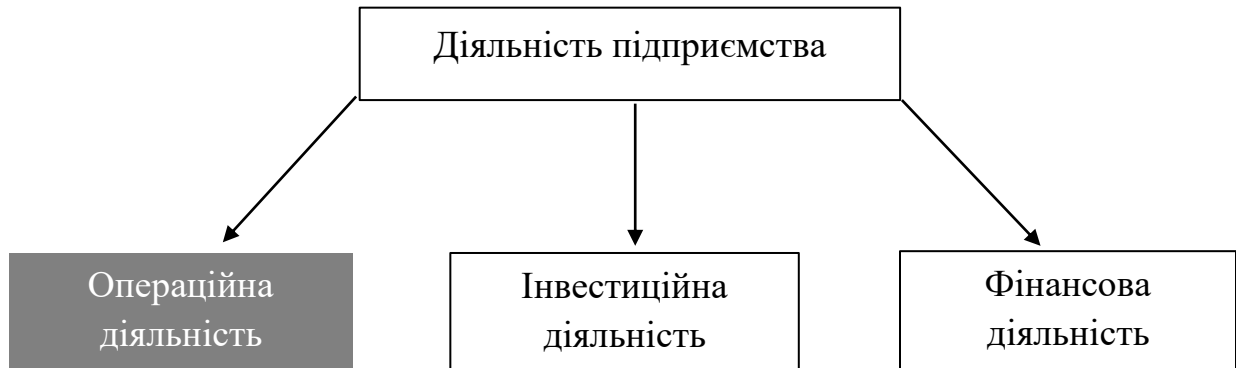 Діяльність підприємства
Операційна
діяльність
Інвестиційна
діяльність
Фінансова
діяльність